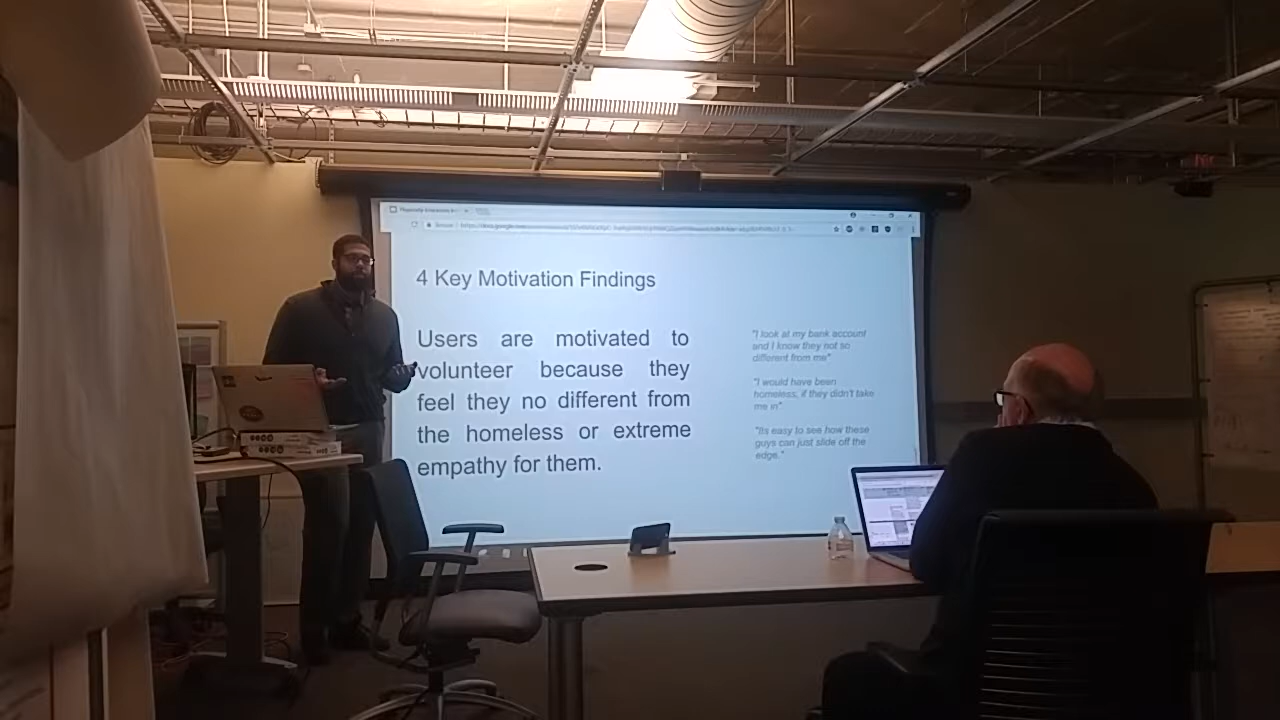 4 Key Motivation Findings
Users are motivated to
volunteer because they
feel they no different from
the homeless or extreme
empathy for them.
"I look at my bank account
and I know they not so
different from me"
"I would have been
homeless, if they didn't take
me in"
"Its easy to see how these
guys can just slide off the
edge."